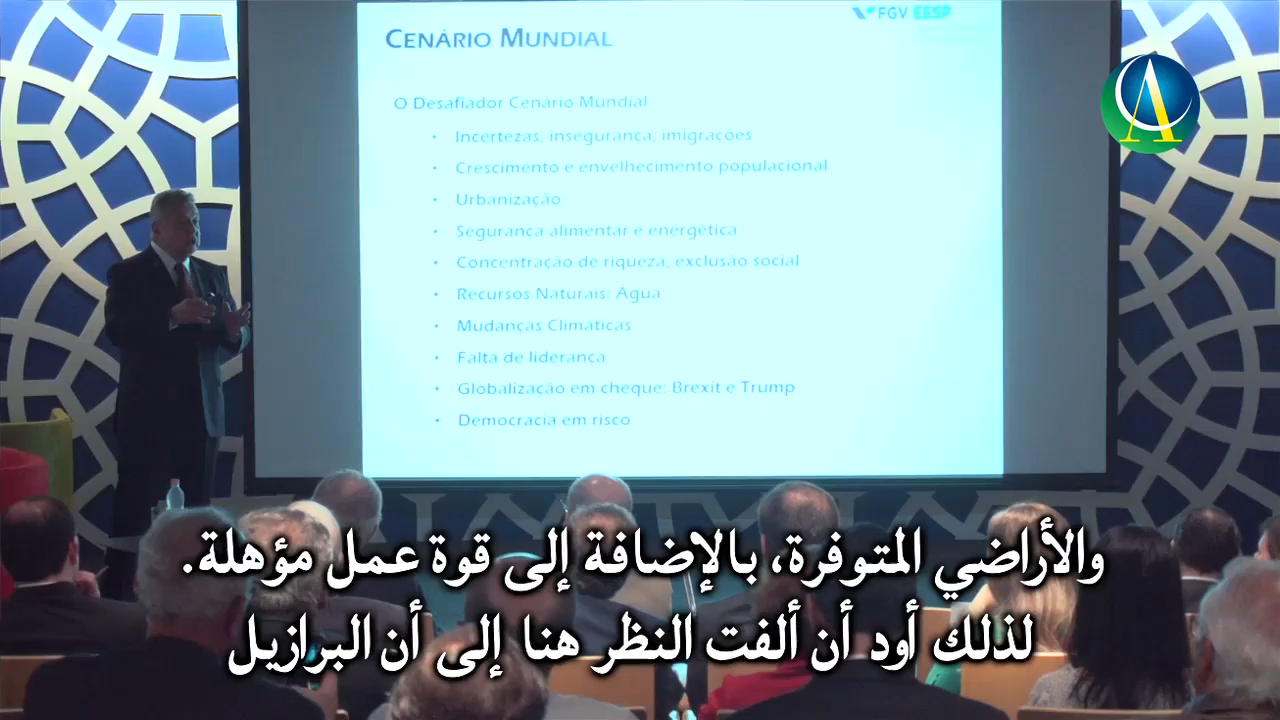 FGV EESP
CENÁRIO MUNDIAL
O Desafiador Cenário Mundial
• Incertezas, insegurança, imigrações
• Crescimento e envelhecimento populacional
• Urbanização
• Segurança alimentar e energética
• Concentração de riqueza, exclusão social
• Recursos Naturais: Água
• Mudanças Climáticas
• Falta de liderança
• Globalização em cheque: Brexit e Trump
• Democracia em risco
والأراضي المتوفرة، بالإضافة إلى قوة عمل مؤهلة.
لذلك أود أن ألفت النظر هنا إلى أن البرازيل